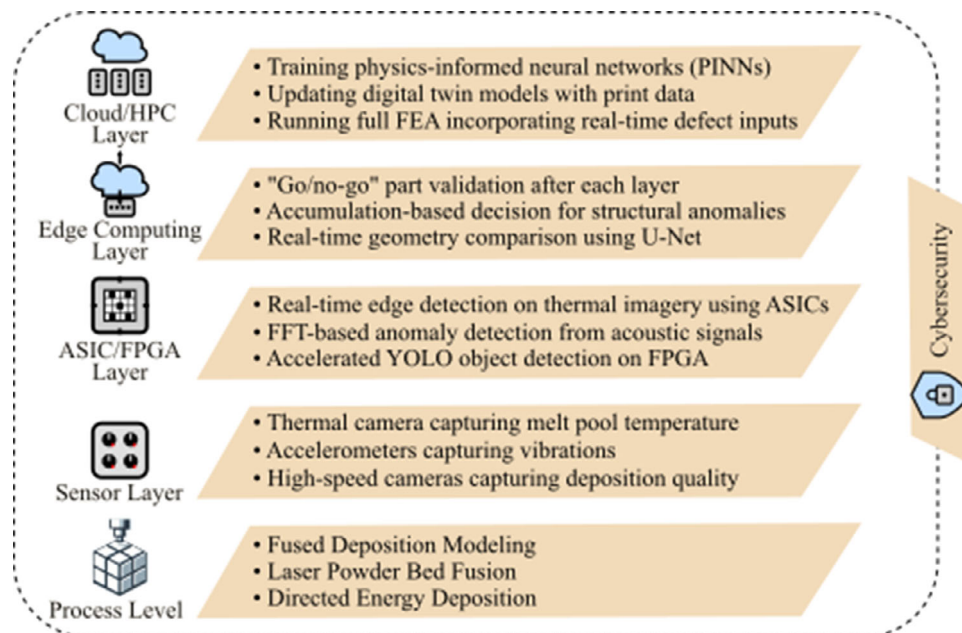 Cloud/HPC
Layer
• Training physics-informed neural networks (PINNs)
• Updating digital twin models with print data
• Running full FEA incorporating real-time defect inputs
Edge Computing
Layer
• "Go/no-go" part validation after each layer
• Accumulation-based decision for structural anomalies
• Real-time geometry comparison using U-Net
ASIC/FPGA
Layer
• Real-time edge detection on thermal imagery using ASICs
• FFT-based anomaly detection from acoustic signals
• Accelerated YOLO object detection on FPGA
Sensor Layer
• Thermal camera capturing melt pool temperature
• Accelerometers capturing vibrations
• High-speed cameras capturing deposition quality
Process Level
• Fused Deposition Modeling
• Laser Powder Bed Fusion
• Directed Energy Deposition
Cybersecurity